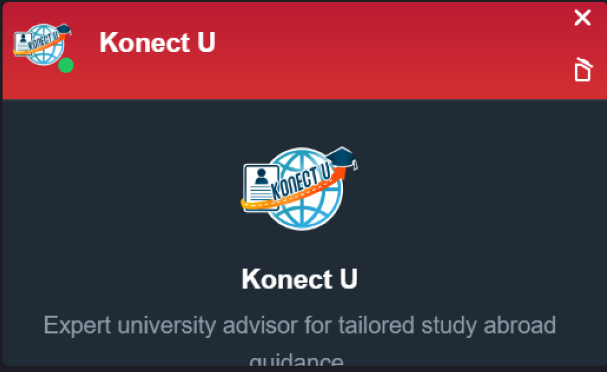 KONECT U
Konect U
KONECT U
Konect U
Expert university advisor for tailored study abroad
guidance